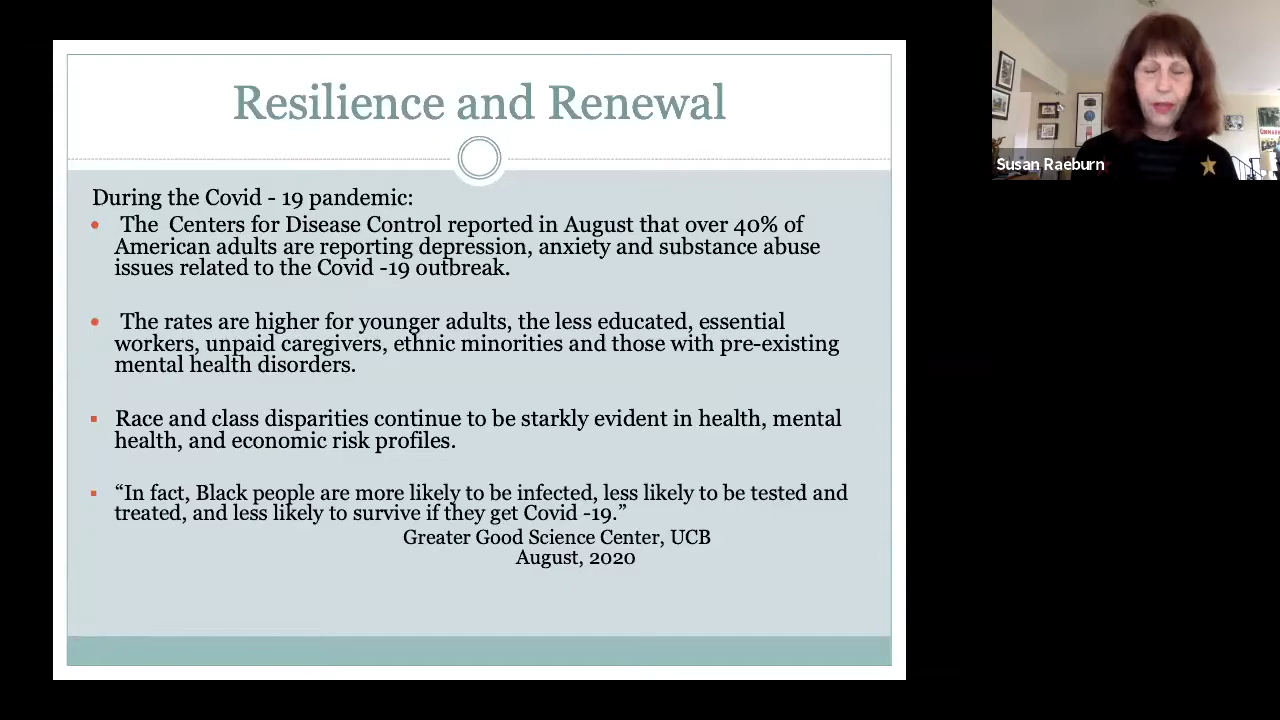 Resilience and Renewal
Susan Raeburn
During the Covid - 19 pandemic:
• The Centers for Disease Control reported in August that over 40% of
American adults are reporting depression, anxiety and substance abuse
issues related to the Covid -19 outbreak.
• The rates are higher for younger adults, the less educated, essential
workers, unpaid caregivers, ethnic minorities and those with pre-existing
mental health disorders.
▪ Race and class disparities continue to be starkly evident in health, mental
health, and economic risk profiles.
▪ “In fact, Black people are more likely to be infected, less likely to be tested and
treated, and less likely to survive if they get Covid -19.”
Greater Good Science Center, UCB
August, 2020